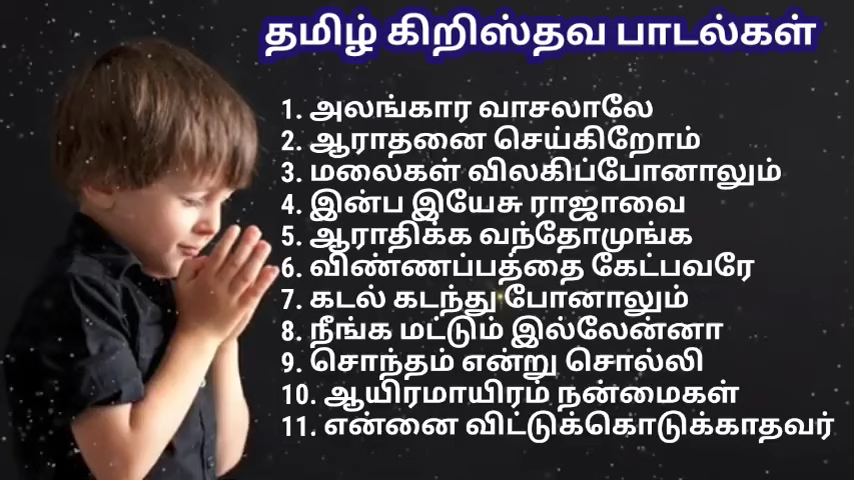 தமிழ் கிறிஸ்தவ பாடல்கள்
1. அலங்கார வாசலாலே
2. ஆராதனை செய்கிறோம்
3. மலைகள் விலகிப்போனாலும்
4. இன்ப இயேசு ராஜாவை
5. ஆராதிக்க வந்தோமுங்க
6. விண்ணப்பத்தை கேட்பவரே
7. கடல் கடந்து போனாலும்
8. நீங்க மட்டும் இல்லேன்னா
9. சொந்தம் என்று சொல்லி
10. ஆயிரமாயிரம் நன்மைகள்
11. என்னை விட்டுக்கொடுக்காதவர்